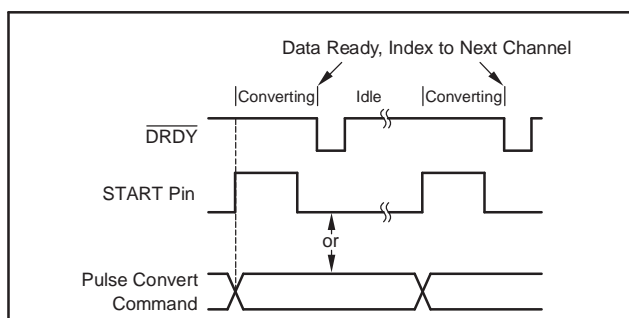 Data Ready, Index to Next Channel
Converting Idle Converting
DRDY
START Pin
or
Pulse Convert
Command